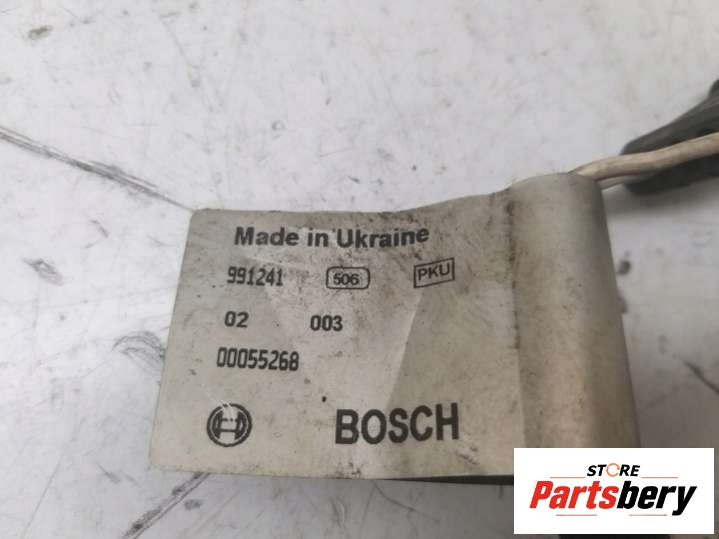 Made in Ukraine
991241 506 PKU
02 003
00055268
BOSCH
STORE
Partsbery